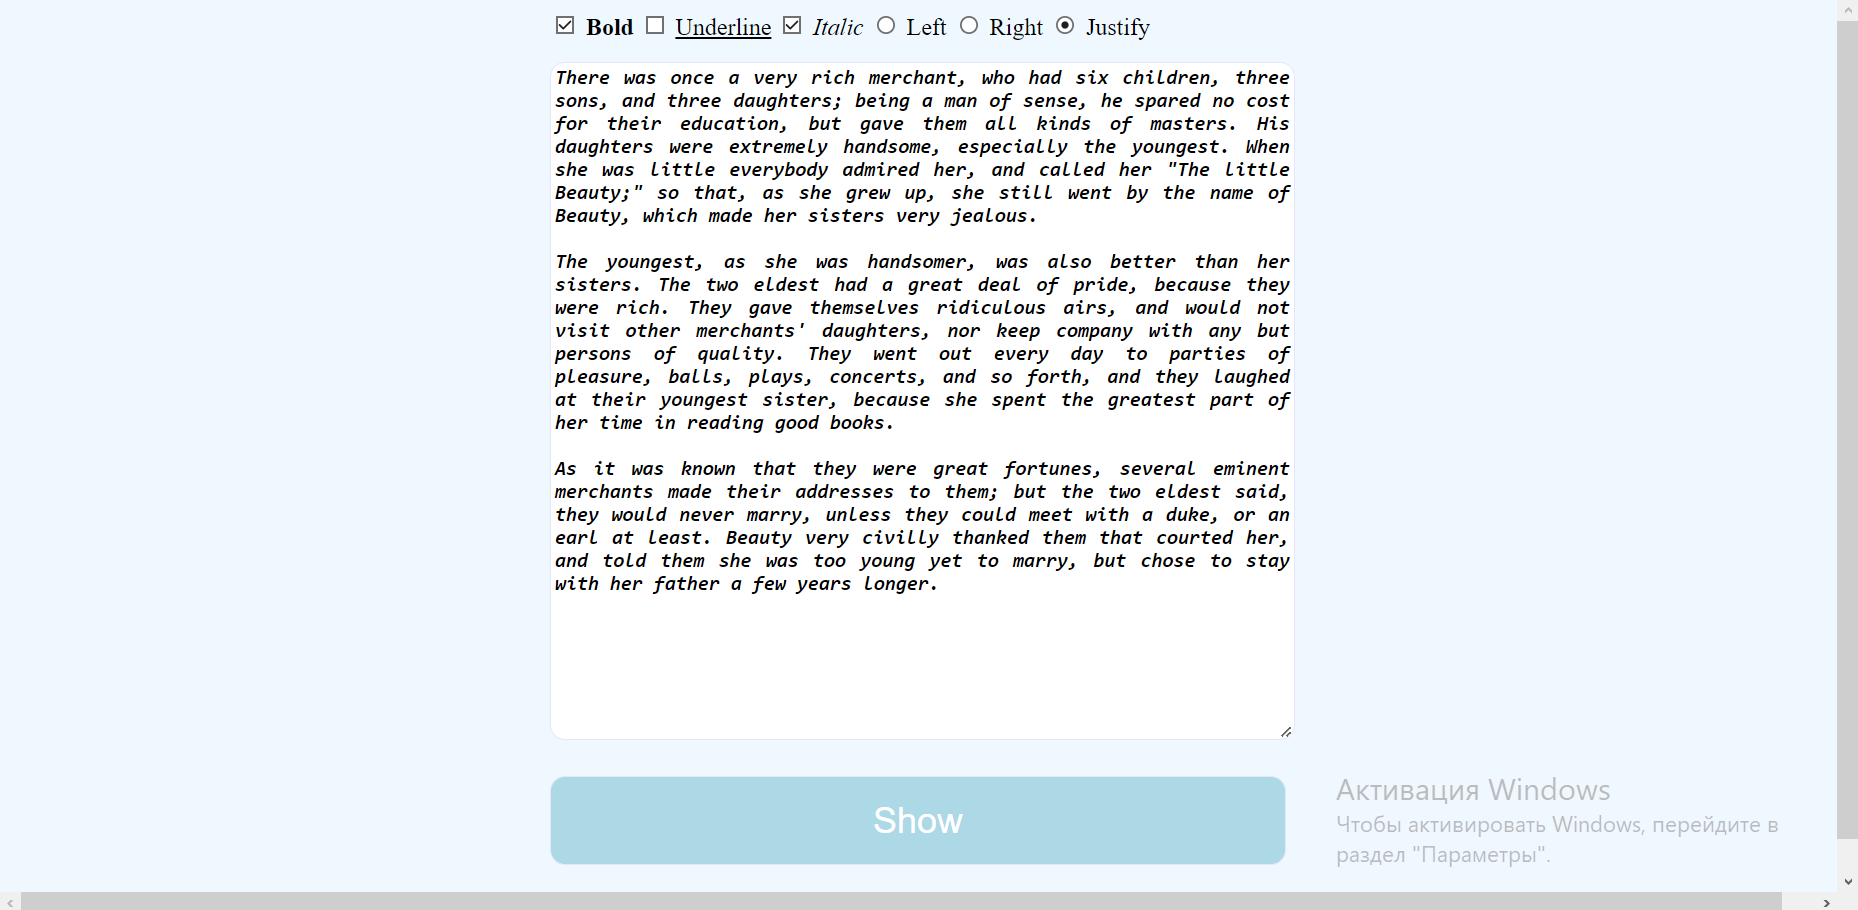 Bold Underline Italic Left Right Justify
There was once a very rich merchant, who had six children, three
sons, and three daughters; being a man of sense, he spared no cost
for their education, but gave them all kinds of masters. His
daughters were extremely handsome, especially the youngest. When
she was little everybody admired her, and called her "The little
Beauty;" so that, as she grew up, she still went by the name of
Beauty, which made her sisters very jealous.
The youngest, as she was handsomer, was also better than her
sisters. The two eldest had a great deal of pride, because they
were rich. They gave themselves ridiculous airs, and would not
visit other merchants' daughters, nor keep company with any but
persons of quality. They went out every day to parties of
pleasure, balls, plays, concerts, and so forth, and they laughed
at their youngest sister, because she spent the greatest part of
her time in reading good books.
As it was known that they were great fortunes, several eminent
merchants made their addresses to them; but the two eldest said,
they would never marry, unless they could meet with a duke, or an
earl at least. Beauty very civilly thanked them that courted her,
and told them she was too young yet to marry, but chose to stay
with her father a few years longer.
Show
Активация Windows
Чтобы активировать Windows, перейдите в
раздел "Параметры".